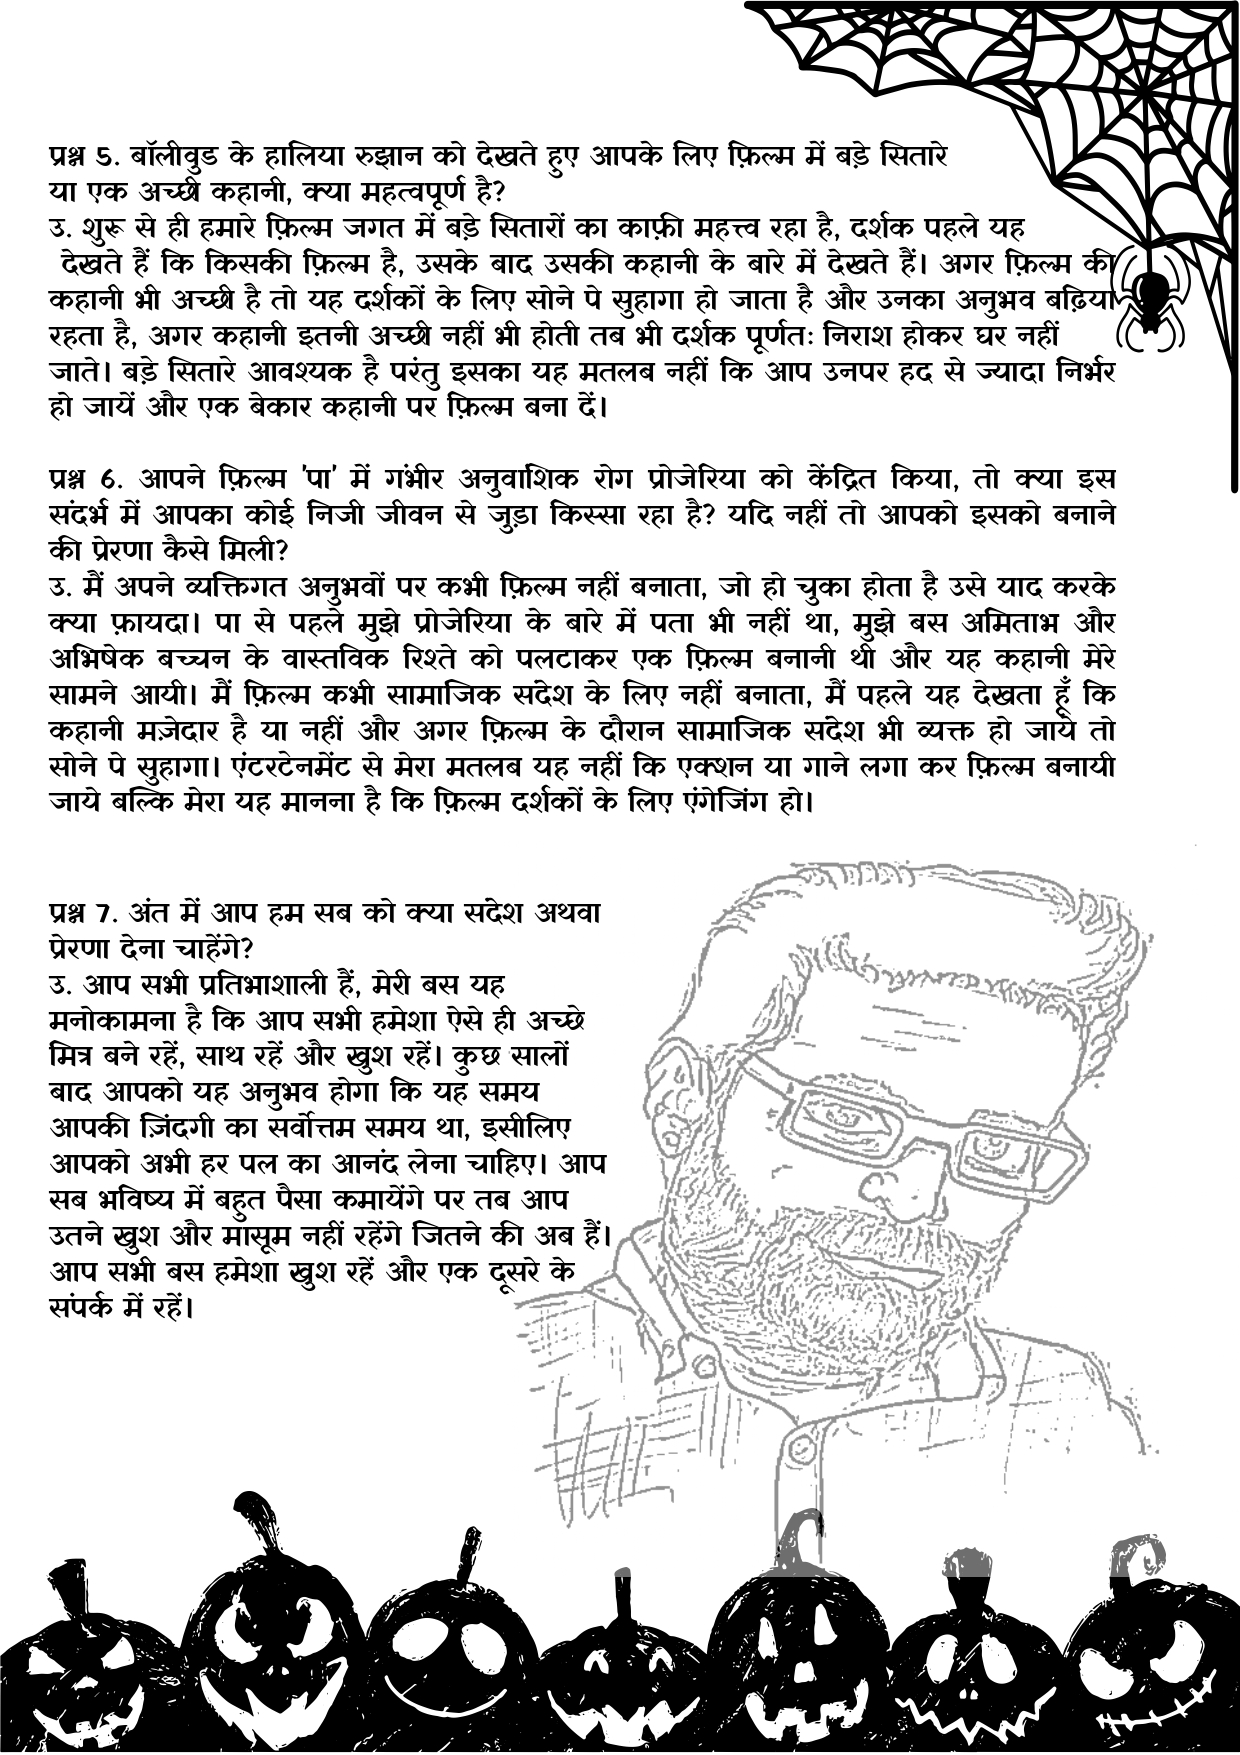 प्रश्न 5. बॉलीवुड के हालिया रुझान को देखते हुए आपके लिए फ़िल्म में बड़े सितारे
या एक अच्छी कहानी, क्या महत्वपूर्ण है?
उ. शुरू से ही हमारे फ़िल्म जगत में बड़े सितारों का काफ़ी महत्त्व रहा है, दर्शक पहले यह
देखते हैं कि किसकी फ़िल्म है, उसके बाद उसकी कहानी के बारे में देखते हैं। अगर फ़िल्म की
कहानी भी अच्छी है तो यह दर्शकों के लिए सोने पे सुहागा हो जाता है और उनका अनुभव बढ़िया
रहता है, अगर कहानी इतनी अच्छी नहीं भी होती तब भी दर्शक पूर्णतः निराश होकर घर नहीं
जाते। बड़े सितारे आवश्यक है परंतु इसका यह मतलब नहीं कि आप उनपर हद से ज्यादा निर्भर
हो जायें और एक बेकार कहानी पर फ़िल्म बना दें।
प्रश्न 6. आपने फ़िल्म 'पा' में गंभीर अनुवाशिक रोग प्रोजेरिया को केंद्रित किया, तो क्या इस
संदर्भ में आपका कोई निजी जीवन से जुड़ा किस्सा रहा है? यदि नहीं तो आपको इसको बनाने
की प्रेरणा कैसे मिली?
उ. मैं अपने व्यक्तिगत अनुभवों पर कभी फ़िल्म नहीं बनाता, जो हो चुका होता है उसे याद करके
क्या फ़ायदा। पा से पहले मुझे प्रोजेरिया के बारे में पता भी नहीं था, मुझे बस अमिताभ और
अभिषेक बच्चन के वास्तविक रिश्ते को पलटाकर एक फ़िल्म बनानी थी और यह कहानी मेरे
सामने आयी। मैं फ़िल्म कभी सामाजिक संदेश के लिए नहीं बनाता, मैं पहले यह देखता हूँ कि
कहानी मज़ेदार है या नहीं और अगर फ़िल्म के दौरान सामाजिक संदेश भी व्यक्त हो जाये तो
सोने पे सुहागा। एंटरटेनमेंट से मेरा मतलब यह नहीं कि एक्शन या गाने लगा कर फ़िल्म बनायी
जाये बल्कि मेरा यह मानना है कि फ़िल्म दर्शकों के लिए एंगेजिंग हो।
प्रश्न 7. अंत में आप हम सब को क्या संदेश अथवा
प्रेरणा देना चाहेंगे?
उ. आप सभी प्रतिभाशाली हैं, मेरी बस यह
मनोकामना है कि आप सभी हमेशा ऐसे ही अच्छे
मित्र बने रहें, साथ रहें और खुश रहें। कुछ सालों
बाद आपको यह अनुभव होगा कि यह समय
आपकी ज़िंदगी का सर्वोत्तम समय था, इसीलिए
आपको अभी हर पल का आनंद लेना चाहिए। आप
सब भविष्य में बहुत पैसा कमायेंगे पर तब आप
उतने खुश और मासूम नहीं रहेंगे जितने की अब हैं।
आप सभी बस हमेशा खुश रहें और एक दूसरे के
संपर्क में रहें।